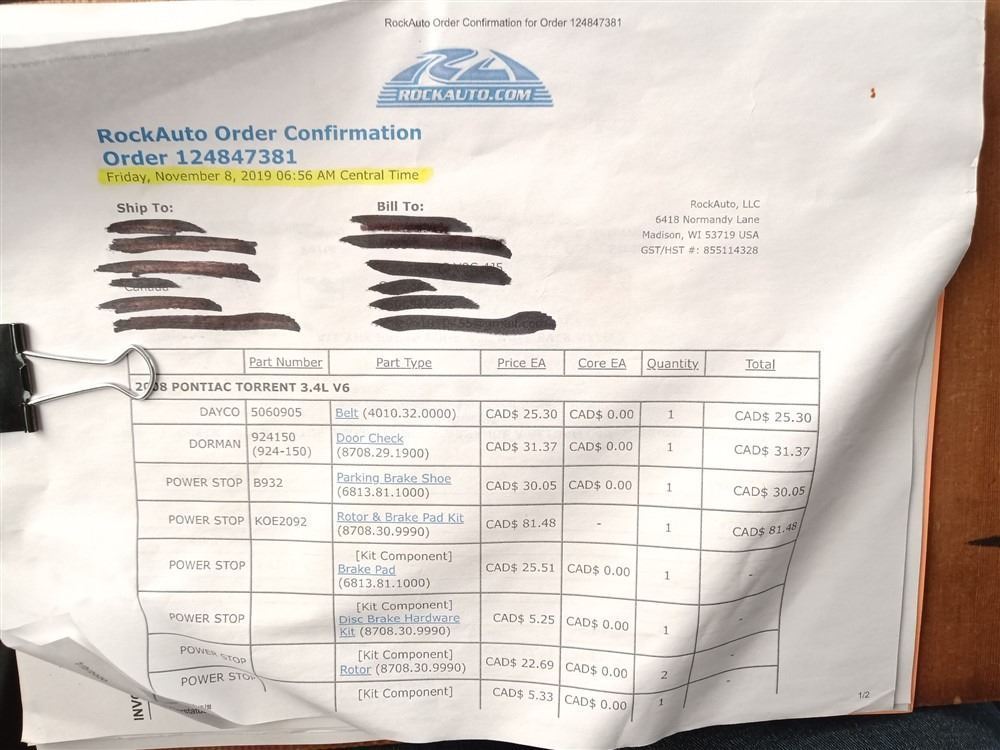 RockAuto Order Confirmation for Order 124847381
RA
ROCKAUTO.COM
RockAuto Order Confirmation
Order 124847381
Friday, November 8, 2019 06:56 AM Central Time
Ship To:
Bill To:
RockAuto, LLC
6418 Normandy Lane
Madison, WI 53719 USA
GST/HST #: 855114328
Canada
Part Number Part Type Price EA Core EA Quantity Total
2008 PONTIAC TORRENT 3.4L V6
DAYCO 5060905 Belt (4010.32.0000) CAD$ 25.30 CAD$ 0.00 1 CAD$ 25.30
DORMAN 924150 (924-150) Door Check (8708.29.1900) CAD$ 31.37 CAD$ 0.00 1 CAD$ 31.37
POWER STOP B932 Parking Brake Shoe (6813.81.1000) CAD$ 30.05 CAD$ 0.00 1 CAD$ 30.05
POWER STOP KOE2092 Rotor & Brake Pad Kit (8708.30.9990) CAD$ 81.48 - 1 CAD$ 81.48
POWER STOP [Kit Component] Brake Pad (6813.81.1000) CAD$ 25.51 CAD$ 0.00 1 -
POWER STOP [Kit Component] Disc Brake Hardware Kit (8708.30.9990) CAD$ 5.25 CAD$ 0.00 1 -
POWER STOP [Kit Component] Rotor (8708.30.9990) CAD$ 22.69 CAD$ 0.00 2 -
POWER STOP [Kit Component] CAD$ 5.33 CAD$ 0.00 1 -
1/2